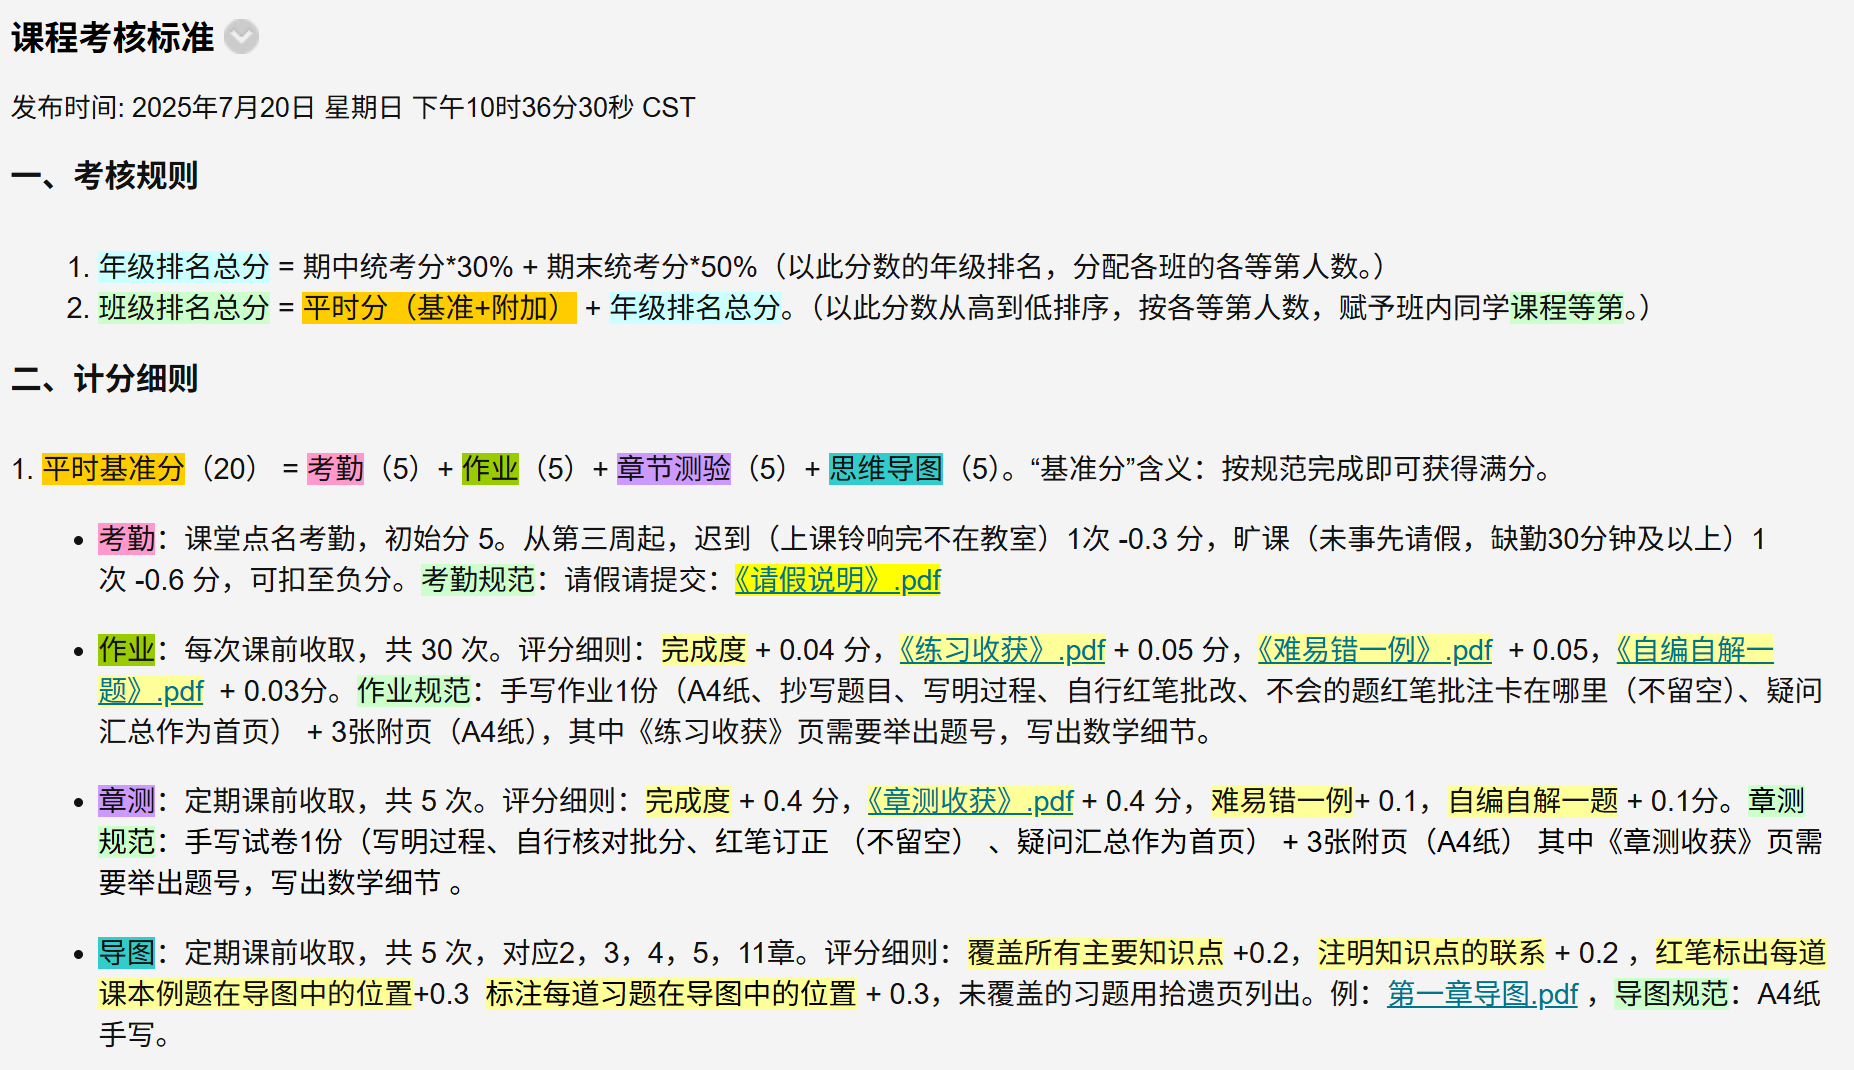 课程考核标准
发布时间: 2025年7月20日 星期日 下午10时36分30秒 CST
一、考核规则
1. 年级排名总分 = 期中统考分*30% + 期末统考分*50%（以此分数的年级排名，分配各班的各等第人数。）
2. 班级排名总分 = 平时分（基准+附加） + 年级排名总分。（以此分数从高到低排序，按各等第人数，赋予班内同学课程等第。）
二、计分细则
1. 平时基准分（20） = 考勤（5）+ 作业（5）+ 章节测验（5）+ 思维导图（5）。“基准分”含义：按规范完成即可获得满分。
• 考勤：课堂点名考勤，初始分 5。从第三周起，迟到（上课铃响完不在教室）1次 -0.3 分，旷课（未事先请假，缺勤30分钟及以上）1
次 -0.6 分，可扣至负分。考勤规范：请假请提交：《请假说明》.pdf
• 作业：每次课前收取，共 30 次。评分细则：完成度 + 0.04 分，《练习收获》.pdf + 0.05 分，《难易错一例》.pdf + 0.05，《自编自解一
题》.pdf + 0.03分。作业规范：手写作业1份（A4纸、抄写题目、写明过程、自行红笔批改、不会的题红笔批注卡在哪里（不留空）、疑问
汇总作为首页） + 3张附页（A4纸），其中《练习收获》页需要举出题号，写出数学细节。
• 章测：定期课前收取，共 5 次。评分细则：完成度 + 0.4 分，《章测收获》.pdf + 0.4 分，难易错一例+ 0.1，自编自解一题 + 0.1分。章测
规范：手写试卷1份（写明过程、自行核对批分、红笔订正 （不留空） 、疑问汇总作为首页） + 3张附页（A4纸） 其中《章测收获》页需
要举出题号，写出数学细节 。
• 导图：定期课前收取，共 5 次，对应2，3，4，5，11章。评分细则：覆盖所有主要知识点 +0.2，注明知识点的联系 + 0.2 ，红笔标出每道
课本例题在导图中的位置+0.3 标注每道习题在导图中的位置 + 0.3，未覆盖的习题用拾遗页列出。例：第一章导图.pdf ，导图规范：A4纸
手写。